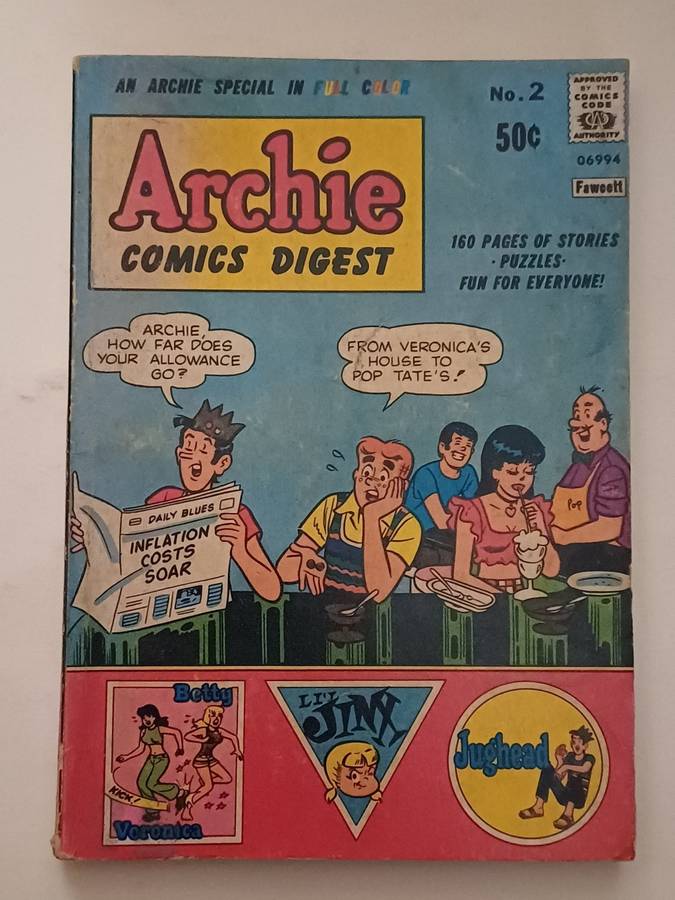 AN ARCHIE SPECIAL IN FULL COLOR
No. 2
50¢
APPROVED
BY THE
COMICS
CODE
CA
AUTHORITY
06994
Fawcett
Archie
COMICS DIGEST
160 PAGES OF STORIES
·PUZZLES·
FUN FOR EVERYONE!
ARCHIE,
HOW FAR DOES
YOUR ALLOWANCE
GO?
FROM VERONICA'S
HOUSE TO
POP TATE'S!
DAILY BLUES
INFLATION
COSTS
SOAR
POP
Betty
KICK!
Veronica
LI'L
JINX
Jughead